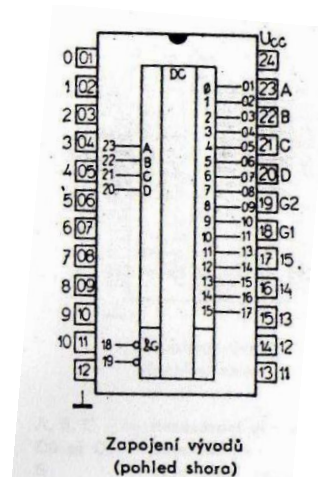 Ucc
24
0 01
1 02
2 03
3 04
4 05
5 06
6 07
7 08
8 09
9 10
10 11
12
23 A
22 B
21 C
20 D
19 G2
18 G1
17 15
16 14
15 13
14 12
13 11
DC
23 A
22 B
21 C
20 D
18 &G
19
0 01
1 02
2 03
3 04
4 05
5 06
6 07
7 08
8 09
9 10
10 11
11 13
12 14
13 15
14 16
15 17
Zapojení vývodů
(pohled shora)